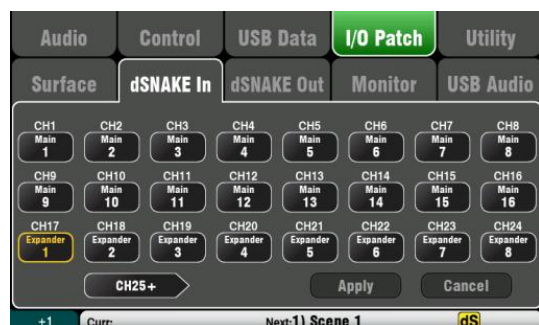 Audio Control USB Data I/O Patch Utility
Surface dSNAKE In dSNAKE Out Monitor USB Audio
CH1 CH2 CH3 CH4 CH5 CH6 CH7 CH8
Main Main Main Main Main Main Main Main
1 2 3 4 5 6 7 8
CH9 CH10 CH11 CH12 CH13 CH14 CH15 CH16
Main Main Main Main Main Main Main Main
9 10 11 12 13 14 15 16
CH17 CH18 CH19 CH20 CH21 CH22 CH23 CH24
Expander Expander Expander Expander Expander Expander Expander Expander
1 2 3 4 5 6 7 8
CH25+ Apply Cancel
+1 Curr: Next:1) Scene 1 dS